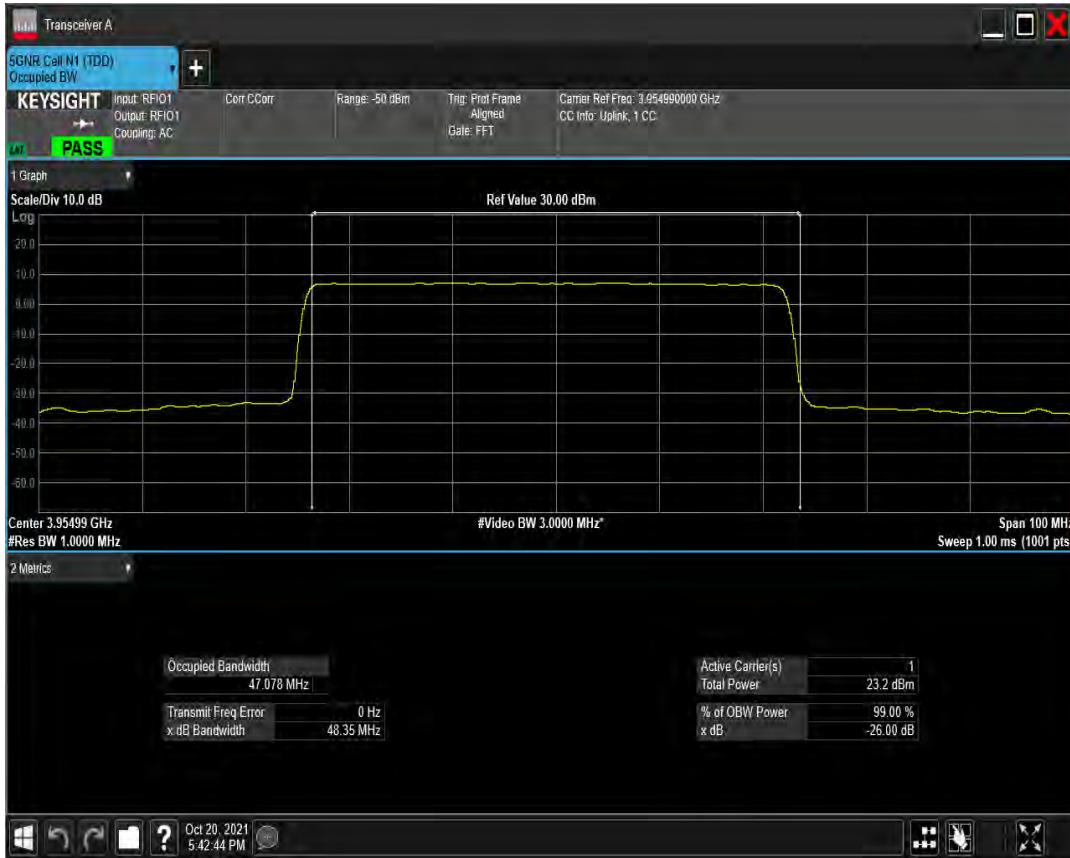 Transceiver A
5GNR Cell N1 (TDD)
Occupied BW
+
KEYSIGHT
Input: RFIO1
Output: RFIO1
Coupling: AC
Corr CCorr
Range: -50 dBm
Trig: Prot Frame
Aligned
Gate: FFT
Carrier Ref Freq: 3.954990000 GHz
CC Info: Uplink, 1 CC
PASS
1 Graph
Scale/Div 10.0 dB
Ref Value 30.00 dBm
Log
20.0
10.0
0.00
-10.0
-20.0
-30.0
-40.0
-50.0
-60.0
Center 3.95499 GHz
#Video BW 3.0000 MHz*
Span 100 MHz
#Res BW 1.0000 MHz
Sweep 1.00 ms (1001 pts
2 Metrics
Occupied Bandwidth
47.078 MHz
Transmit Freq Error 0 Hz
x dB Bandwidth 48.35 MHz
Active Carrier(s) 1
Total Power 23.2 dBm
% of OBW Power 99.00 %
x dB -26.00 dB
?
Oct 20, 2021
5:42:44 PM